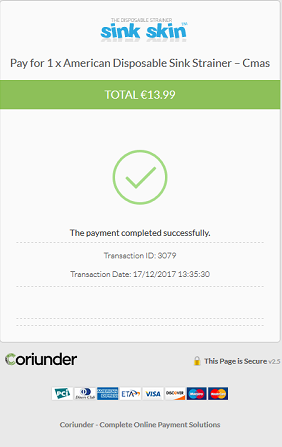 THE DISPOSABLE STRAINER
sink skin™
Pay for 1 x American Disposable Sink Strainer – Cmas
TOTAL €13.99
The payment completed successfully.
Transaction ID: 3079
Transaction Date: 17/12/2017 13:35:30
Coriunder
This Page is Secure v2.5
PCI Diners Club AMERICAN EXPRESS ETA VISA DISCOVER MasterCard
Coriunder - Complete Online Payment Solutions